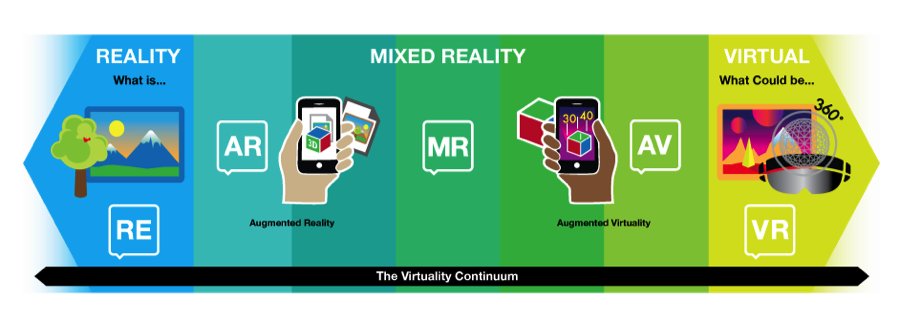 REALITY
MIXED REALITY
VIRTUAL
What is...
What Could be...
360°
30 40
3D
AR
MR
AV
Augmented Reality
Augmented Virtuality
RE
VR
The Virtuality Continuum